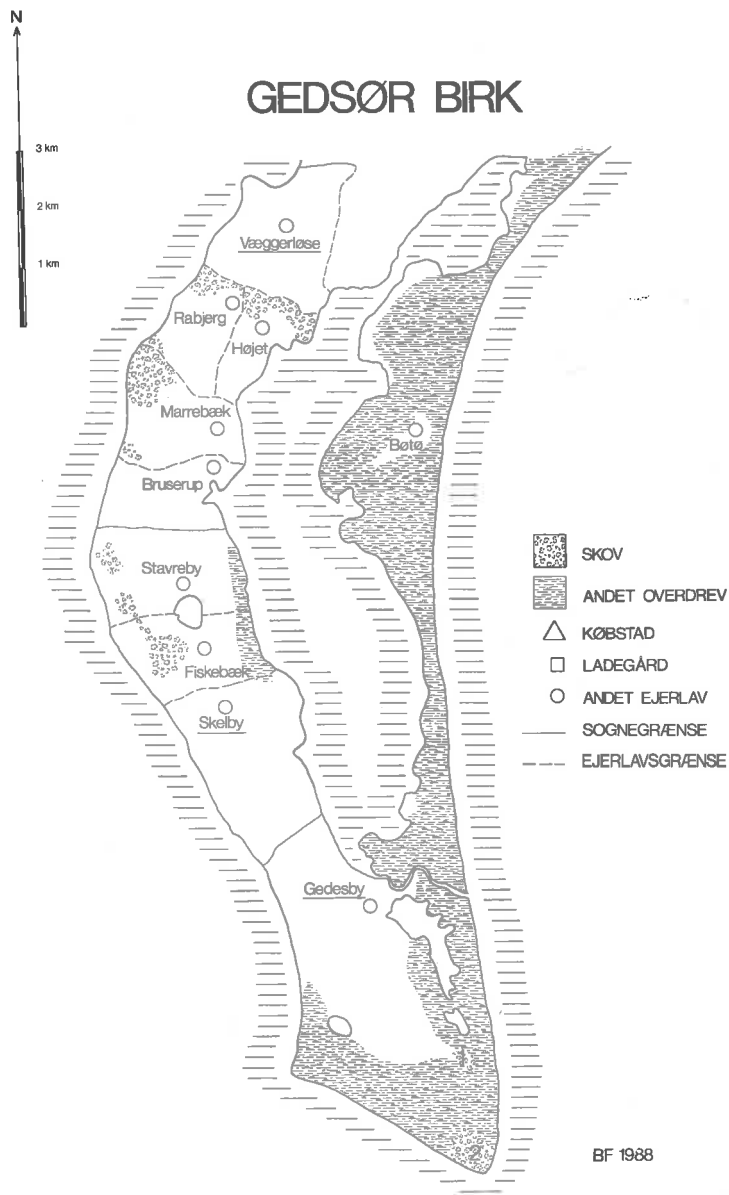 N
GEDSØR BIRK
3 km
2 km
1 km
Væggerløse
Rabjerg
Højet
Marrebæk
Bøtø
Bruserup
Stavreby
Fiskebæk
Skelby
Gedesby
SKOV
ANDET OVERDREV
KØBSTAD
LADEGÅRD
ANDET EJERLAV
SOGNEGRÆNSE
EJERLAVSGRÆNSE
BF 1988